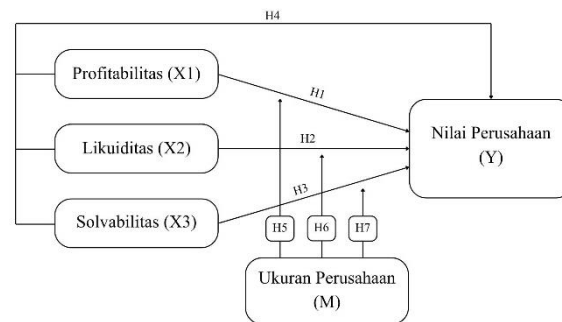 H4
Profitabilitas (X1)
H1
Nilai Perusahaan
(Y)
Likuiditas (X2)
H2
H3
Solvabilitas (X3)
H5
H6
H7
Ukuran Perusahaan
(M)